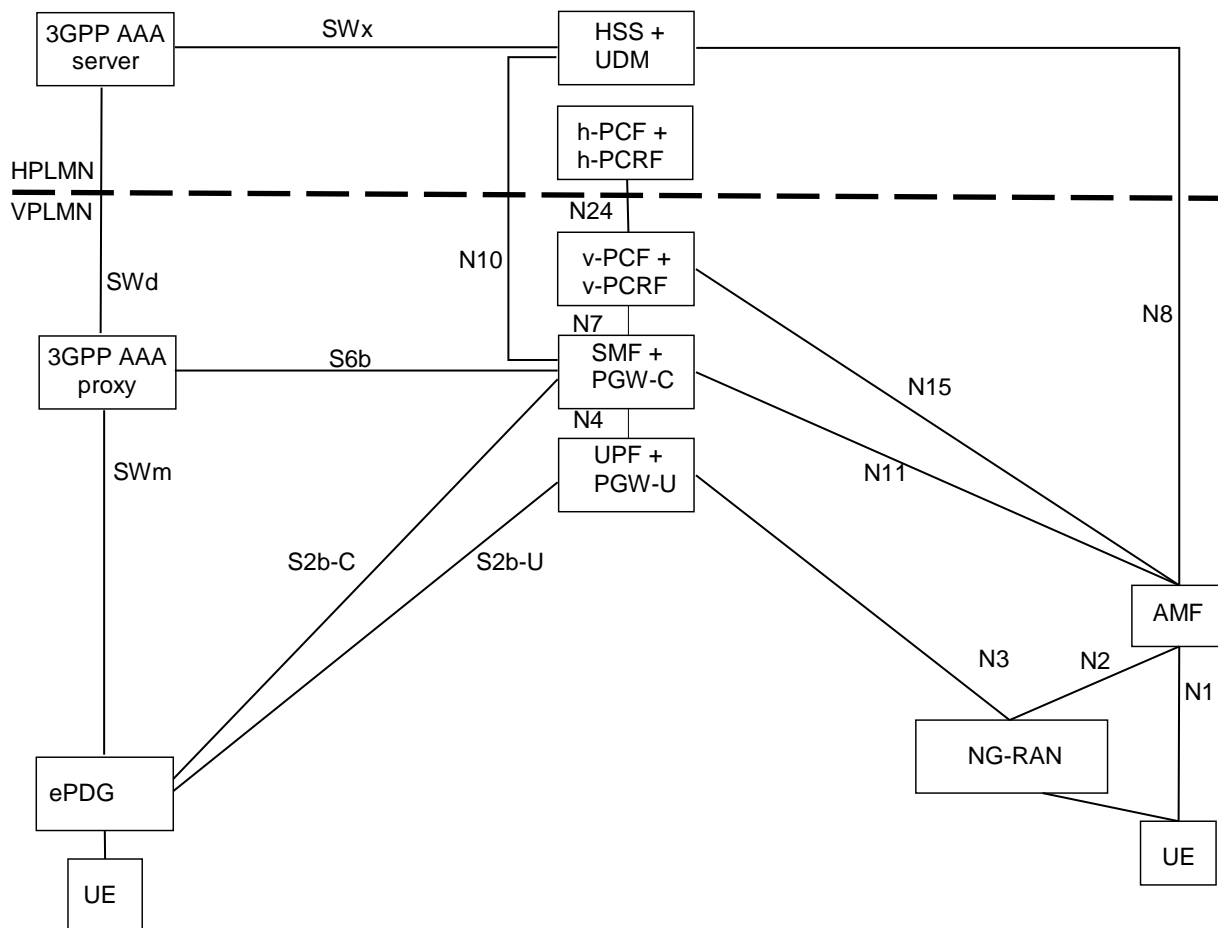 3GPP AAA
server
SWx
HSS +
UDM
h-PCF +
h-PCRF
HPLMN
VPLMN
N24
N10
v-PCF +
v-PCRF
SWd
N8
N7
3GPP AAA
proxy
S6b
SMF +
PGW-C
N15
N4
N11
SWm
UPF +
PGW-U
S2b-C
S2b-U
AMF
N3
N2
N1
NG-RAN
ePDG
UE
UE